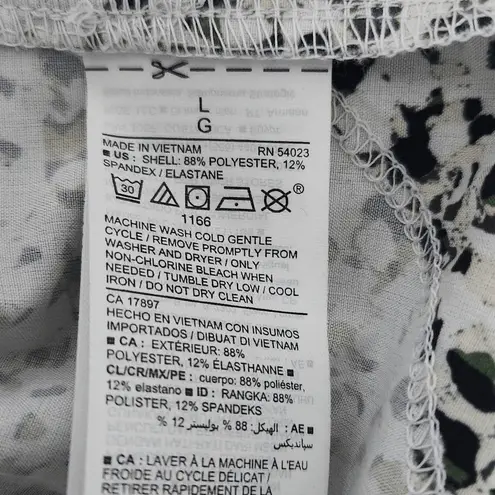 L
G
MADE IN VIETNAM RN 54023
■ US : SHELL: 88% POLYESTER, 12%
SPANDEX / ELASTANE
30
®
1166
MACHINE WASH COLD GENTLE
CYCLE / REMOVE PROMPTLY FROM
WASHER AND DRYER / ONLY
NON-CHLORINE BLEACH WHEN
NEEDED / TUMBLE DRY LOW / COOL
IRON / DO NOT DRY CLEAN
CA 17897
HECHO EN VIETNAM CON INSUMOS
IMPORTADOS / DIBUAT DI VIETNAM
■ CA : EXTÉRIEUR: 88%
POLYESTER, 12% ÉLASTHANNE ■
CL/CR/MX/PE: cuerpo: 88% poliéster,
12% elastano ■ ID : RANGKA: 88%
POLISTER, 12% SPANDEKS
■ AE : الهيكل: 88 % بوليستر 12 %
سبانديكس
■ CA : LAVER À LA MACHINE À L'EAU
FROIDE AU CYCLE DÉLICAT /
RETIRER RAPIDEMENT DE LA